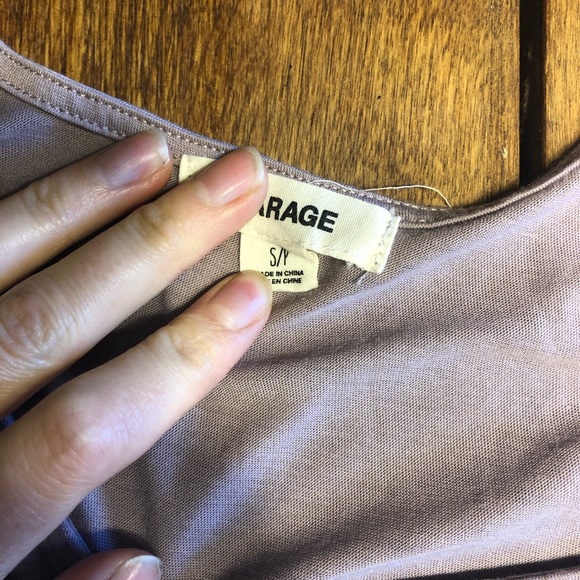 ARAGE
S/P
ADE IN CHINA
EN CHINE